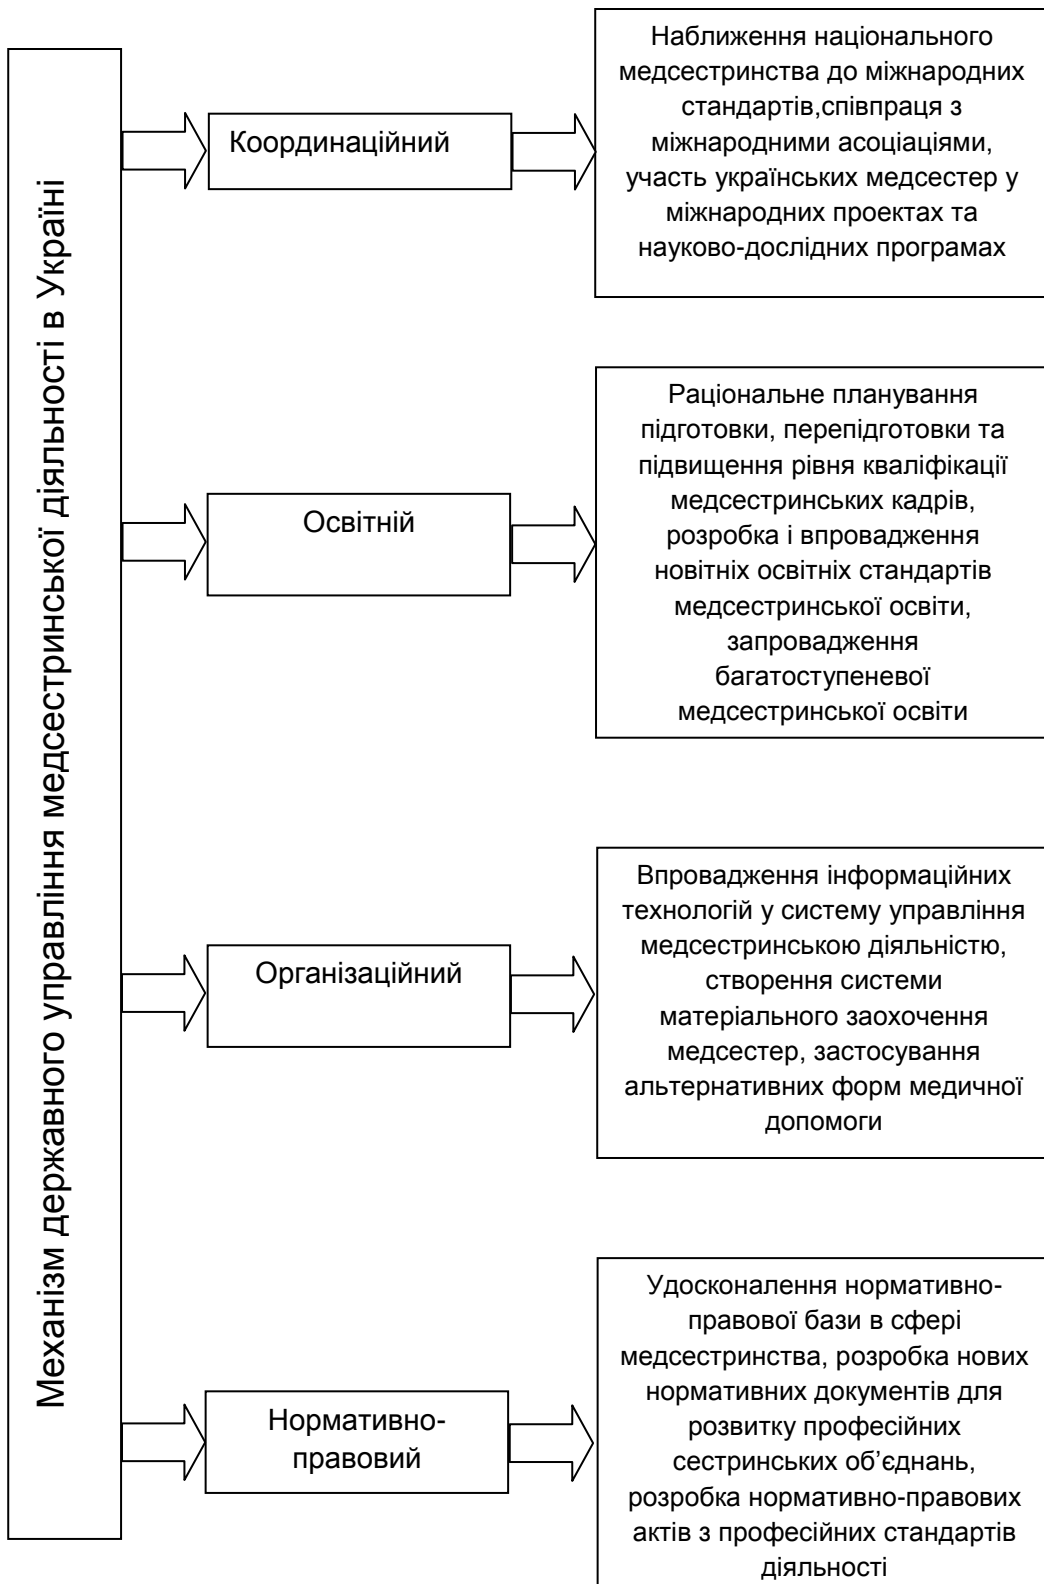 Механізм державного управління медсестринської діяльності в Україні
Координаційний
Наближення національного
медсестринства до міжнародних
стандартів,співпраця з
міжнародними асоціаціями,
участь українських медсестер у
міжнародних проектах та
науково-дослідних програмах
Освітній
Раціональне планування
підготовки, перепідготовки та
підвищення рівня кваліфікації
медсестринських кадрів,
розробка і впровадження
новітніх освітніх стандартів
медсестринської освіти,
запровадження
багатоступеневої
медсестринської освіти
Організаційний
Впровадження інформаційних
технологій у систему управління
медсестринською діяльністю,
створення системи
матеріального заохочення
медсестер, застосування
альтернативних форм медичної
допомоги
Нормативно-
правовий
Удосконалення нормативно-
правової бази в сфері
медсестринства, розробка нових
нормативних документів для
розвитку професійних
сестринських об’єднань,
розробка нормативно-правових
актів з професійних стандартів
діяльності